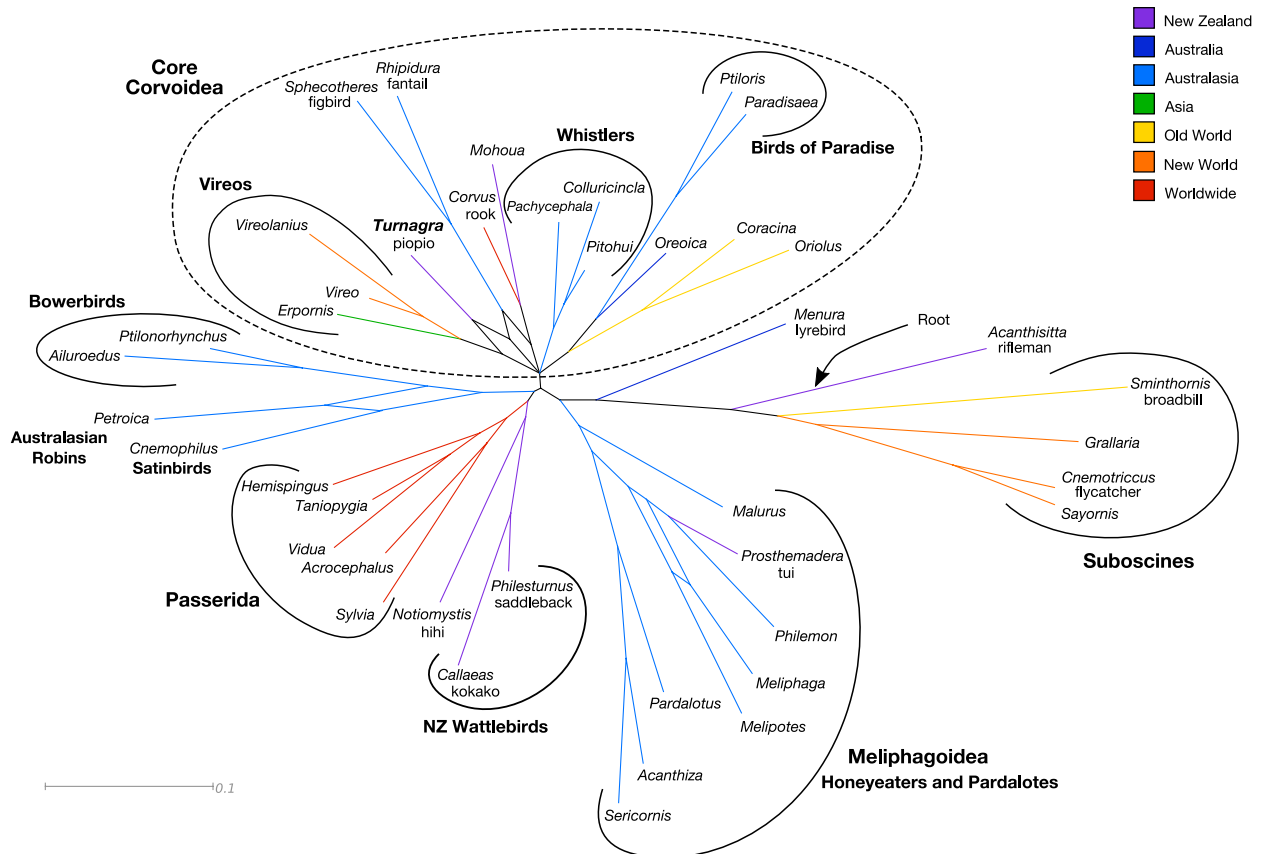 New Zealand
Australia
Australasia
Asia
Old World
New World
Worldwide
Core
Corvoidea
Rhipidura
fantail
Sphecotheres
figbird
Ptiloris
Paradisaea
Birds of Paradise
Whistlers
Mohoua
Corvus
rook
Pachycephala
Colluricincla
Pitohui
Vireos
Vireolanius
Turnagra
piopio
Vireo
Erpornis
Oreoica
Coracina
Oriolus
Bowerbirds
Ptilonorhynchus
Ailuroedus
Menura
lyrebird
Root
Acanthisitta
rifleman
Sminthornis
broadbill
Grallaria
Cnemotriccus
flycatcher
Sayornis
Suboscines
Petroica
Australasian
Robins
Cnemophilus
Satinbirds
Hemispingus
Taniopygia
Vidua
Acrocephalus
Sylvia
Passerida
Notiomystis
hihi
Philesturnus
saddleback
Callaeas
kokako
NZ Wattlebirds
Malurus
Prosthemadera
tui
Philemon
Meliphaga
Melipotes
Pardalotus
Acanthiza
Sericornis
Meliphagoidea
Honeyeaters and Pardalotes
0.1